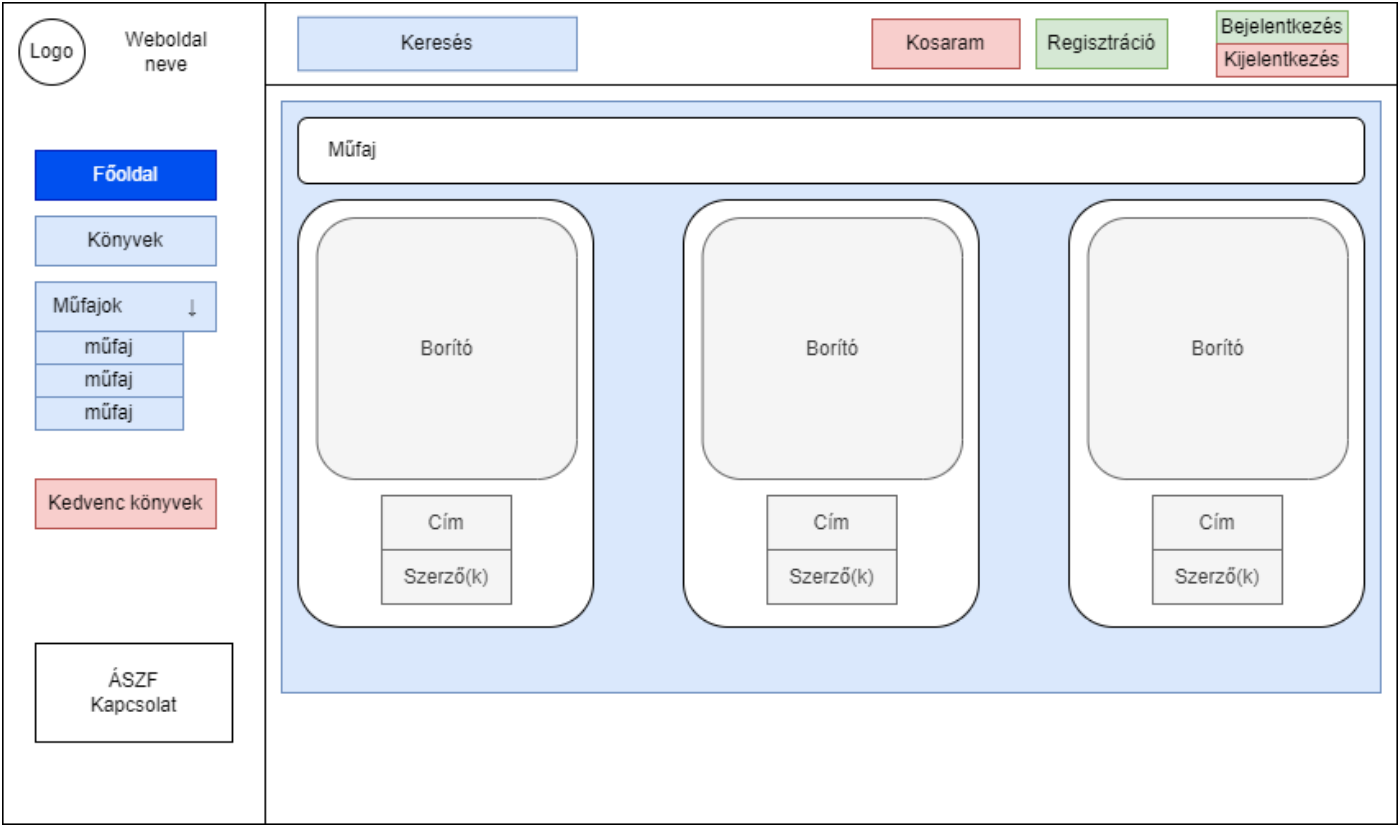 Logo
Weboldal
neve
Keresés
Kosaram
Regisztráció
Bejelentkezés
Kijelentkezés
Főoldal
Könyvek
Műfajok ↓
műfaj
műfaj
műfaj
Kedvenc könyvek
ÁSZF
Kapcsolat
Műfaj
Borító
Cím
Szerző(k)
Borító
Cím
Szerző(k)
Borító
Cím
Szerző(k)